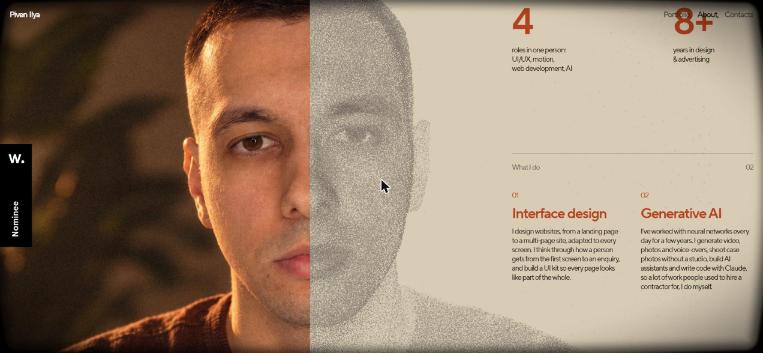 Piven Ilya
Portfolio, About, Contacts
4
8+
roles in one person:
UI/UX, motion,
web development, AI
years in design
& advertising
W.
Nominee
What I do
02
01
Interface design
I design websites, from a landing page
to a multi-page site, adapted to every
screen. I think through how a person
gets from the first screen to an enquiry,
and build a UI kit so every page looks
like part of the whole.
02
Generative AI
I've worked with neural networks every
day for a few years. I generate video,
photos and voice-overs, shoot case
photos without a studio, build AI
assistants and write code with Claude,
so a lot of work people used to hire a
contractor for, I do myself.